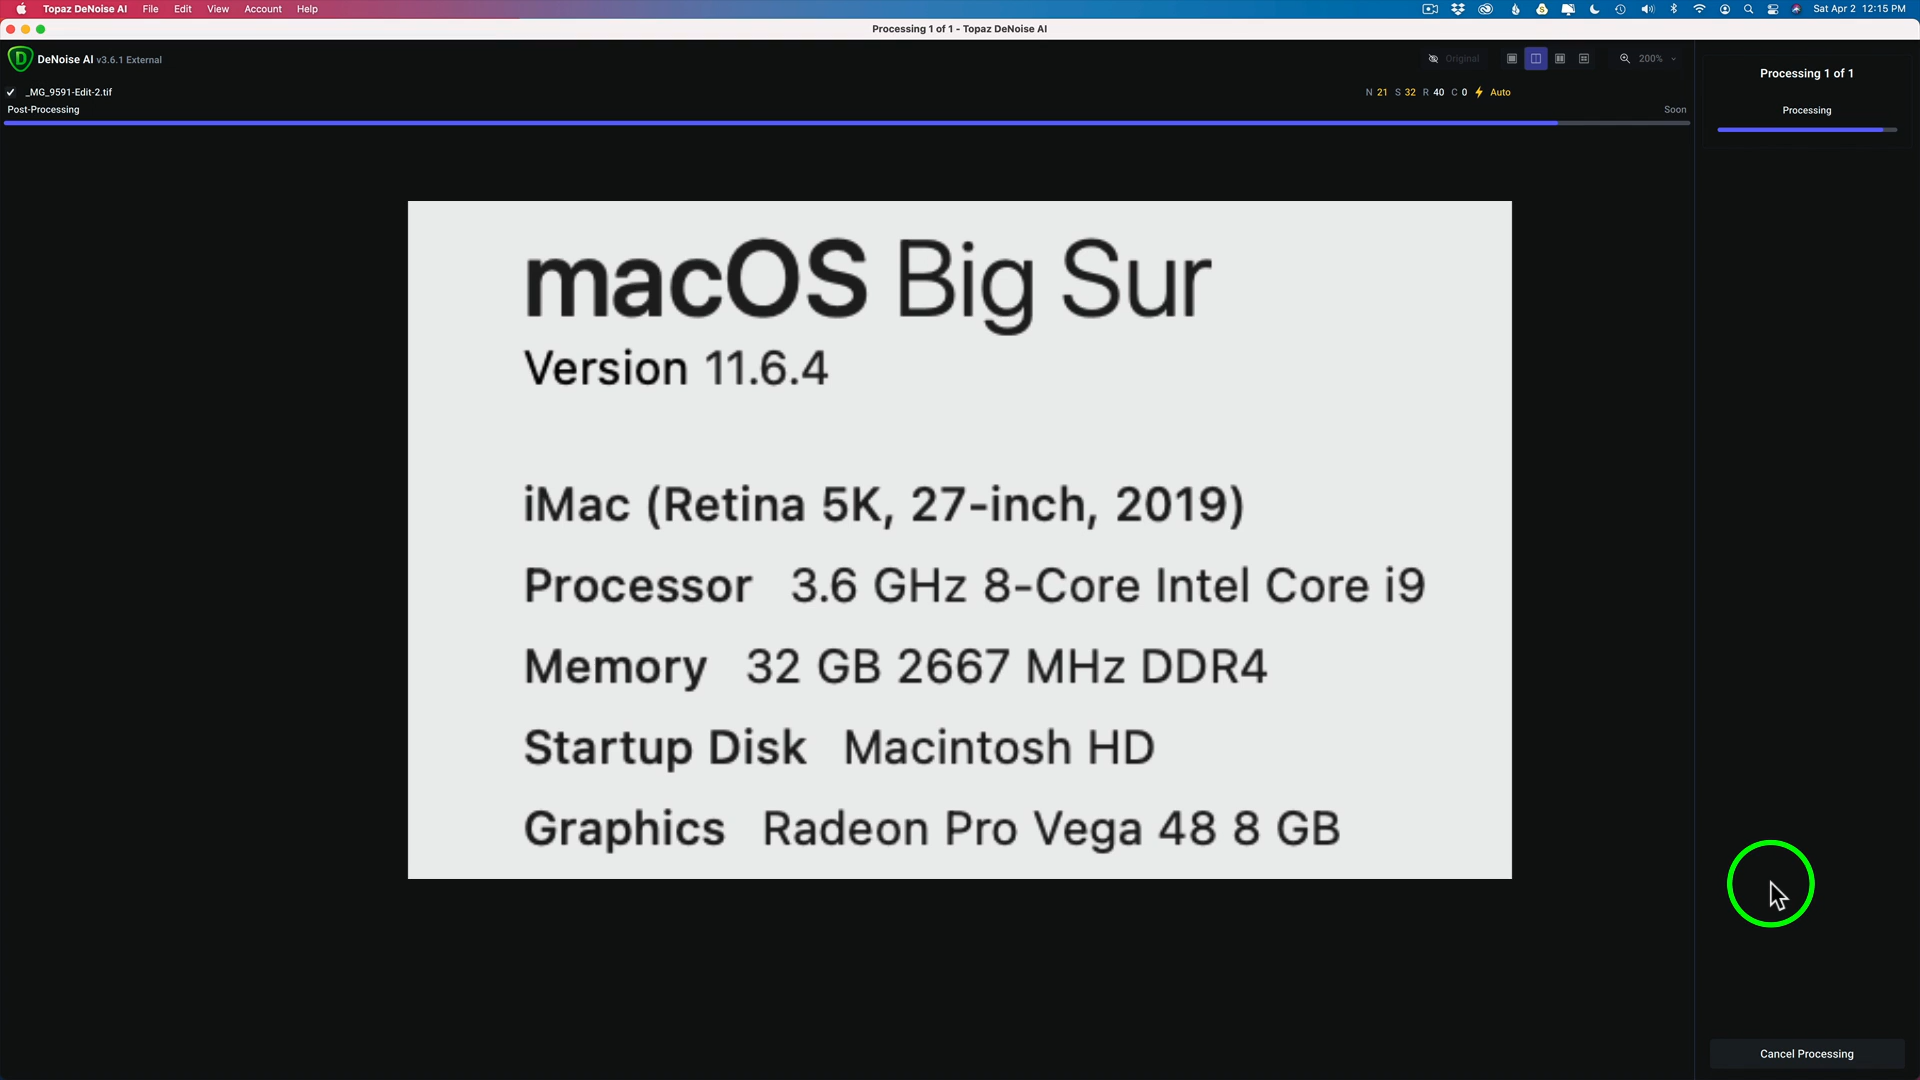 Topaz DeNoise AI File Edit View Account Help Sat Apr 2 12:15 PM
Processing 1 of 1 - Topaz DeNoise AI
DeNoise AI v3.6.1 External
Original
200%
Processing 1 of 1
_MG_9591-Edit-2.tif
N 21 S 32 R 40 C 0 Auto
Post-Processing
Soon
Processing
macOS Big Sur
Version 11.6.4
iMac (Retina 5K, 27-inch, 2019)
Processor 3.6 GHz 8-Core Intel Core i9
Memory 32 GB 2667 MHz DDR4
Startup Disk Macintosh HD
Graphics Radeon Pro Vega 48 8 GB
Cancel Processing